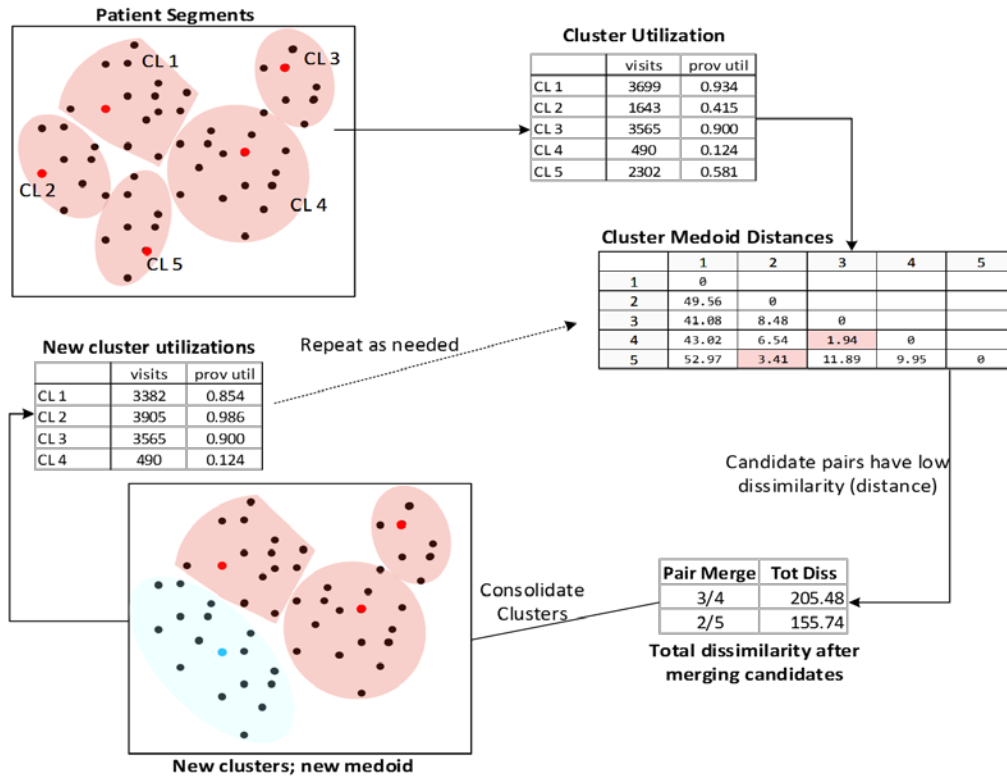 Patient Segments
CL 1
CL 3
CL 2
CL 4
CL 5
Cluster Utilization
visits prov util
CL 1 3699 0.934
CL 2 1643 0.415
CL 3 3565 0.900
CL 4 490 0.124
CL 5 2302 0.581
Cluster Medoid Distances
1 2 3 4 5
1 0
2 49.56 0
3 41.08 8.48 0
4 43.02 6.54 1.94 0
5 52.97 3.41 11.89 9.95 0
New cluster utilizations
visits prov util
CL 1 3382 0.854
CL 2 3905 0.986
CL 3 3565 0.900
CL 4 490 0.124
Repeat as needed
Candidate pairs have low
dissimilarity (distance)
Pair Merge Tot Diss
3/4 205.48
2/5 155.74
Total dissimilarity after
merging candidates
Consolidate
Clusters
New clusters; new medoid